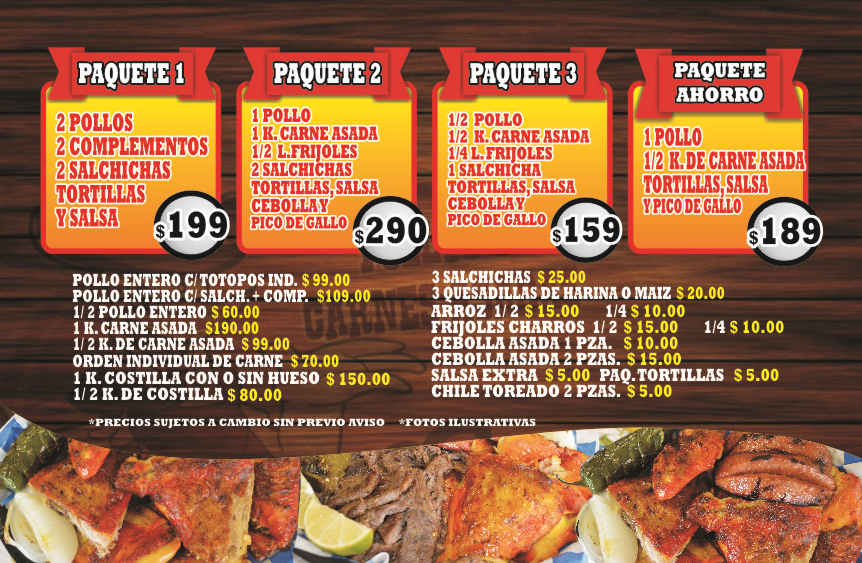 PAQUETE 1
2 POLLOS
2 COMPLEMENTOS
2 SALCHICHAS
TORTILLAS
Y SALSA
$199
PAQUETE 2
1 POLLO
1 K. CARNE ASADA
1/2 L.FRIJOLES
2 SALCHICHAS
TORTILLAS, SALSA
CEBOLLA Y
PICO DE GALLO
$290
PAQUETE 3
1/2 POLLO
1/2 K. CARNE ASADA
1/4 L. FRIJOLES
1 SALCHICHA
TORTILLAS, SALSA
CEBOLLA Y
PICO DE GALLO
$159
PAQUETE
AHORRO
1 POLLO
1/2 K. DE CARNE ASADA
TORTILLAS, SALSA
Y PICO DE GALLO
$189
POLLO ENTERO C/ TOTOPOS IND. $ 99.00
POLLO ENTERO C/ SALCH. + COMP. $109.00
1/ 2 POLLO ENTERO $ 60.00
1 K. CARNE ASADA $190.00
1/ 2 K. DE CARNE ASADA $ 99.00
ORDEN INDIVIDUAL DE CARNE $ 70.00
1 K. COSTILLA CON O SIN HUESO $ 150.00
1/ 2 K. DE COSTILLA $ 80.00
3 SALCHICHAS $ 25.00
3 QUESADILLAS DE HARINA O MAIZ $ 20.00
ARROZ 1/ 2 $ 15.00 1/4 $ 10.00
FRIJOLES CHARROS 1/ 2 $ 15.00 1/4 $ 10.00
CEBOLLA ASADA 1 PZA. $ 10.00
CEBOLLA ASADA 2 PZAS. $ 15.00
SALSA EXTRA $ 5.00 PAQ. TORTILLAS $ 5.00
CHILE TOREADO 2 PZAS. $ 5.00
*PRECIOS SUJETOS A CAMBIO SIN PREVIO AVISO *FOTOS ILUSTRATIVAS